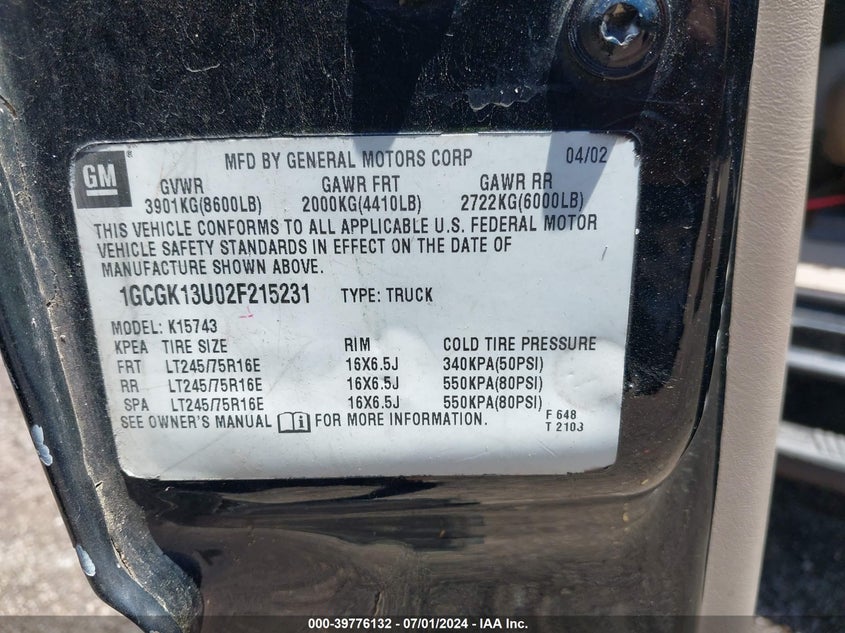 GM ® MFD BY GENERAL MOTORS CORP 04/02
GVWR GAWR FRT GAWR RR
3901KG(8600LB) 2000KG(4410LB) 2722KG(6000LB)
THIS VEHICLE CONFORMS TO ALL APPLICABLE U.S. FEDERAL MOTOR
VEHICLE SAFETY STANDARDS IN EFFECT ON THE DATE OF
MANUFACTURE SHOWN ABOVE.
1GCGK13U02F215231 TYPE: TRUCK
MODEL: K15743
KPEA TIRE SIZE RIM COLD TIRE PRESSURE
FRT LT245/75R16E 16X6.5J 340KPA(50PSI)
RR LT245/75R16E 16X6.5J 550KPA(80PSI)
SPA LT245/75R16E 16X6.5J 550KPA(80PSI)
SEE OWNER'S MANUAL FOR MORE INFORMATION. F 648
T 2103
000-39776132 - 07/01/2024 - IAA Inc.